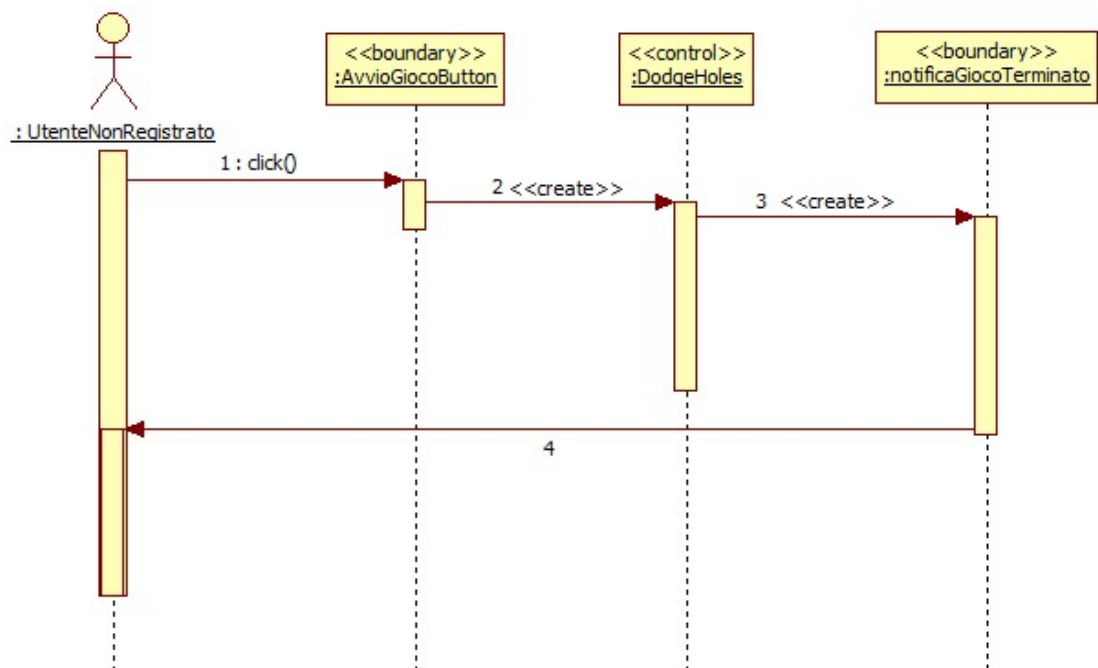 <<boundary>>
:AvvioGiocoButton
<<control>>
:DodgeHoles
<<boundary>>
:notificaGiocoTerminato
: UtenteNonRegistrato
1 : click()
2 <<create>>
3 <<create>>
4